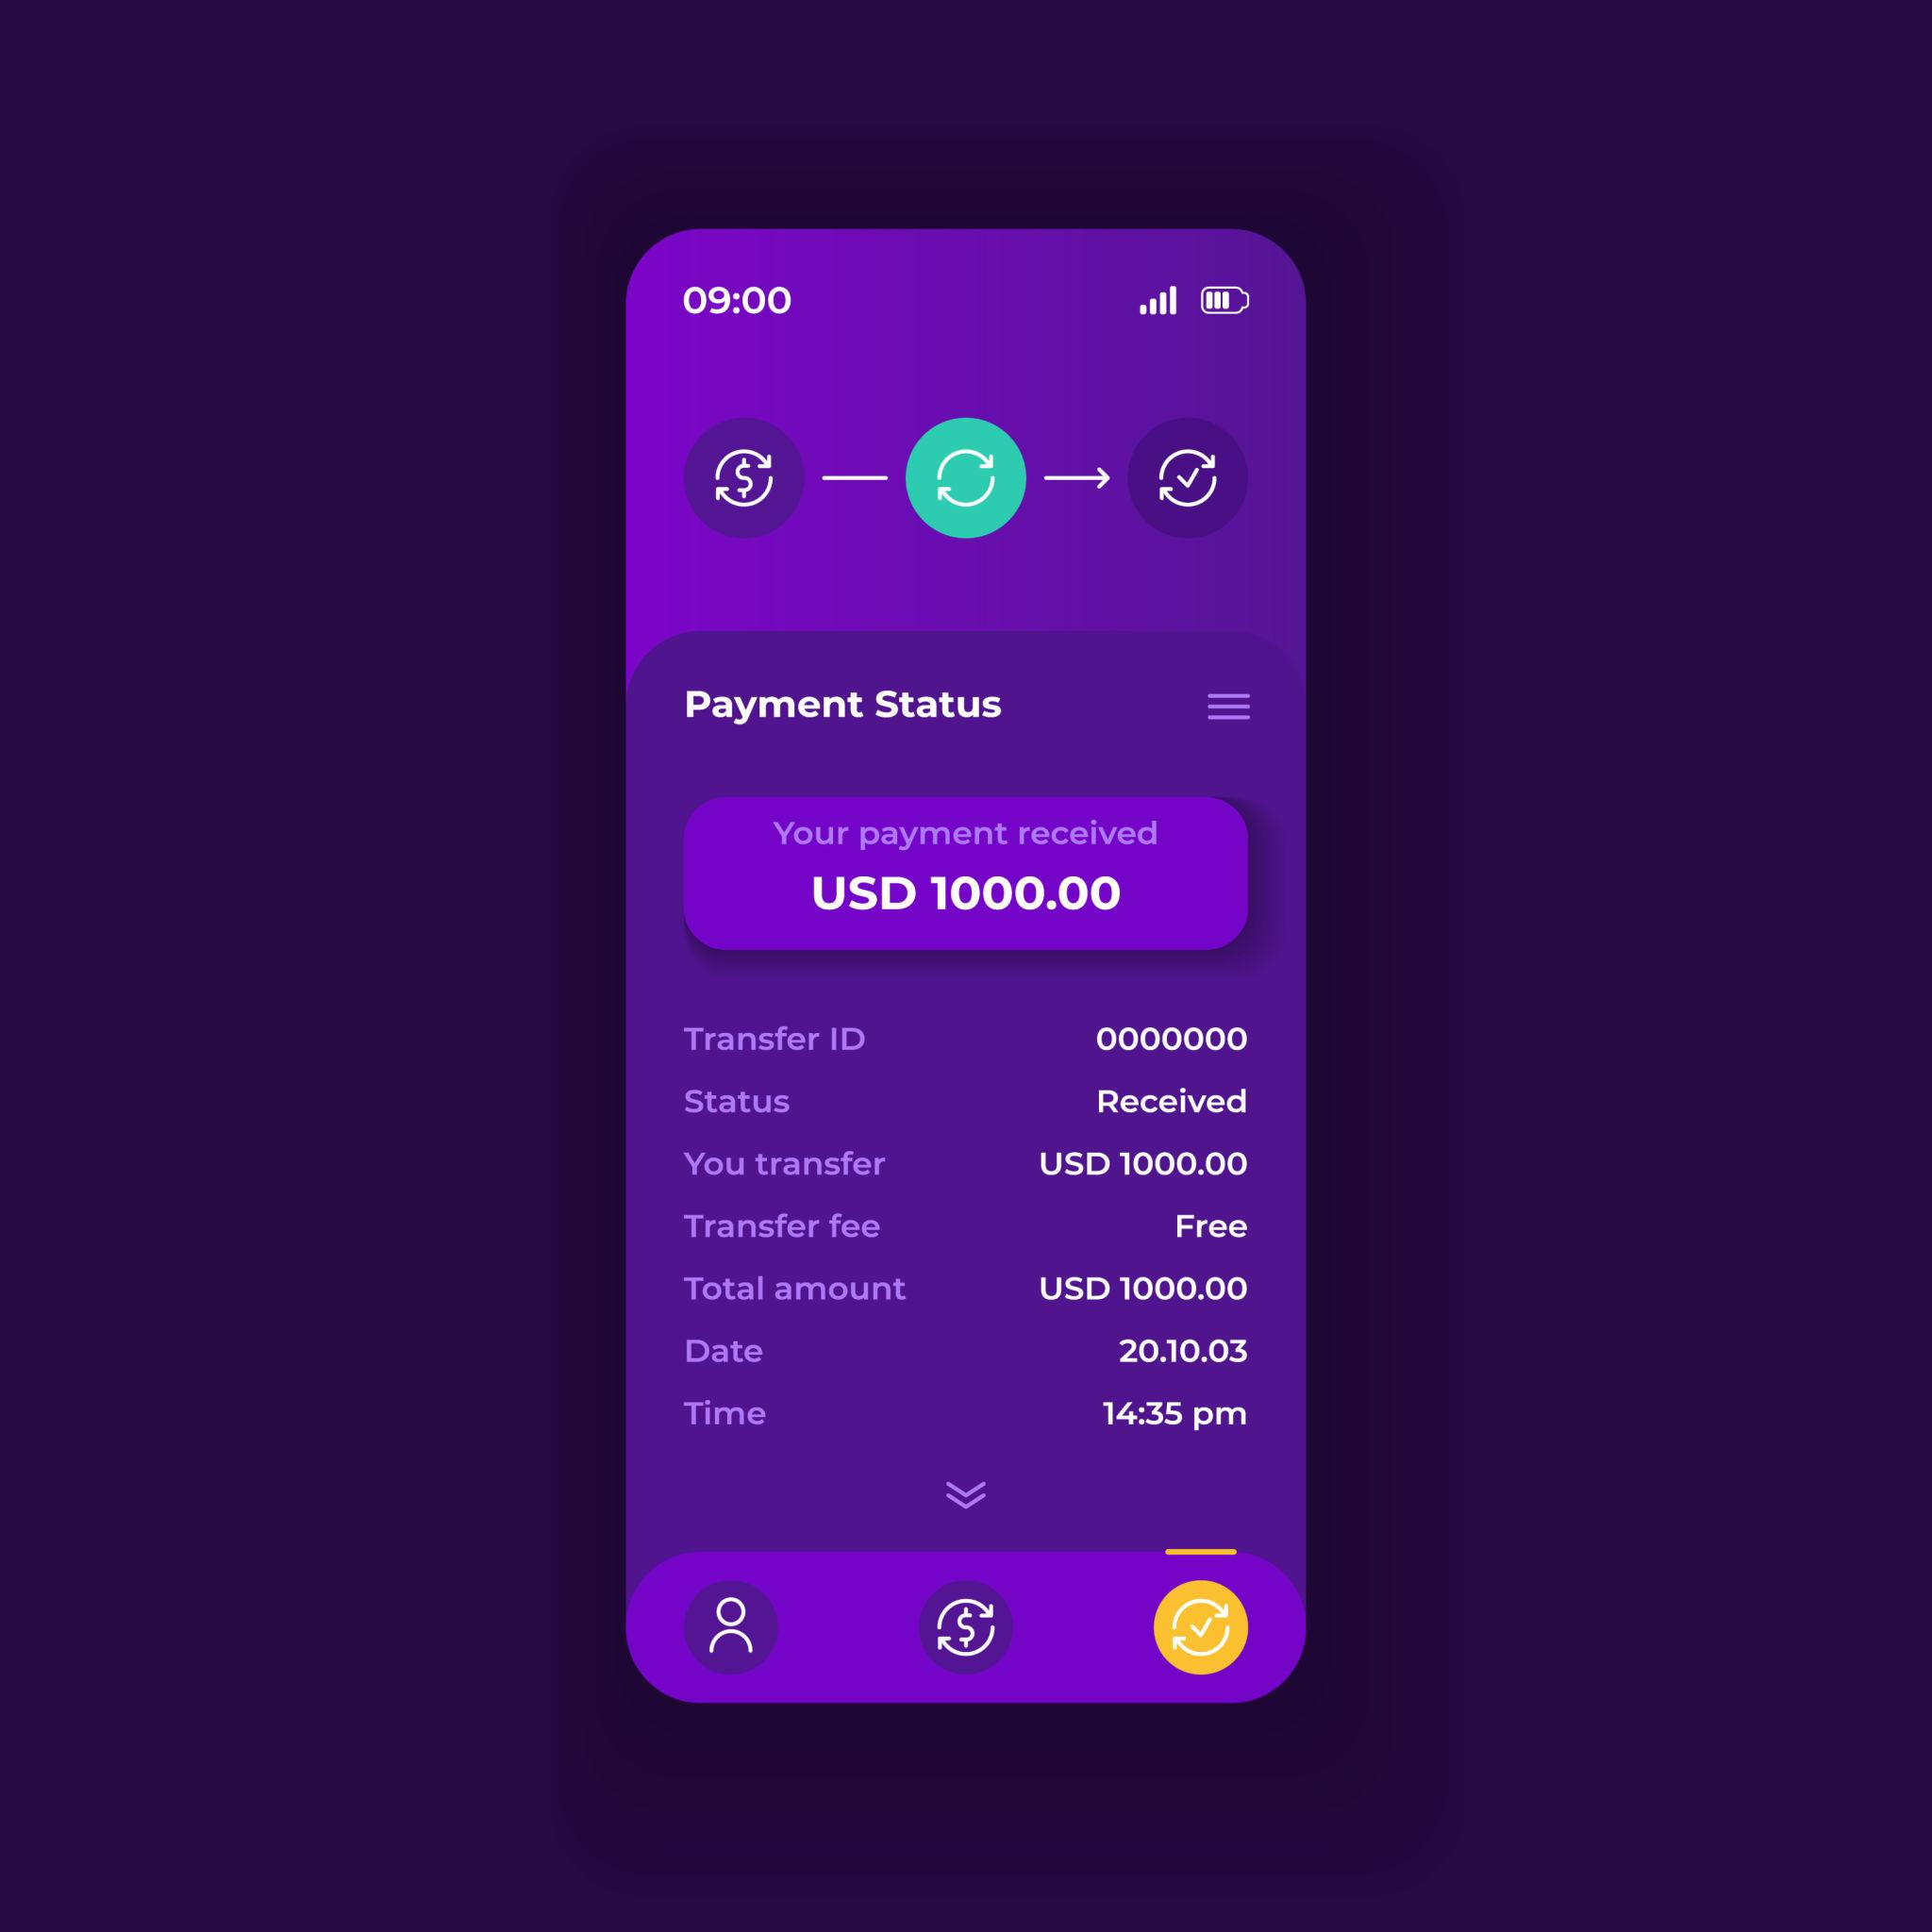 09:00
Payment Status
Your payment received
USD 1000.00
Transfer ID 0000000
Status Received
You transfer USD 1000.00
Transfer fee Free
Total amount USD 1000.00
Date 20.10.03
Time 14:35 pm